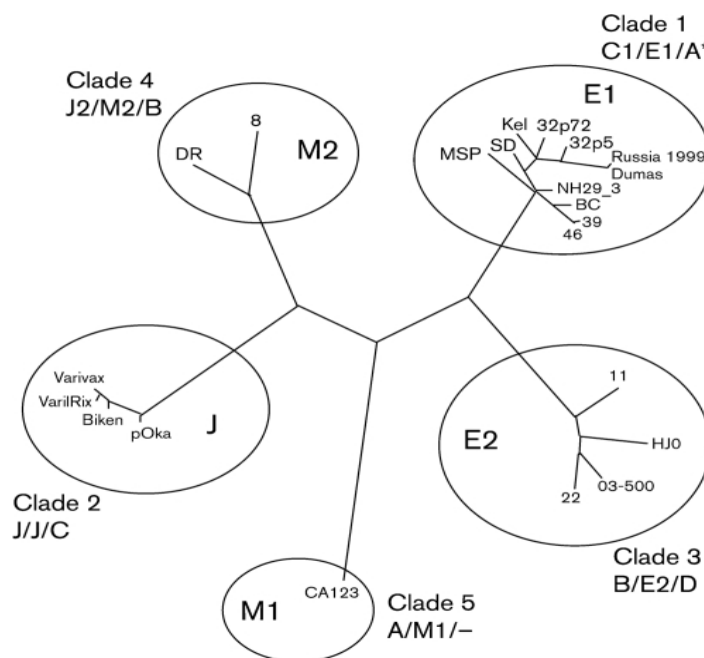 Clade 1
C1/E1/A*
E1
Kel
32p72
32p5
SD
MSP
Russia 1999
Dumas
NH29_3
BC
39
46
Clade 4
J2/M2/B
8
DR
M2
Varivax
VarilRix
Biken
pOka
J
Clade 2
J/J/C
11
E2
HJ0
03-500
22
Clade 3
B/E2/D
CA123
M1
Clade 5
A/M1/–